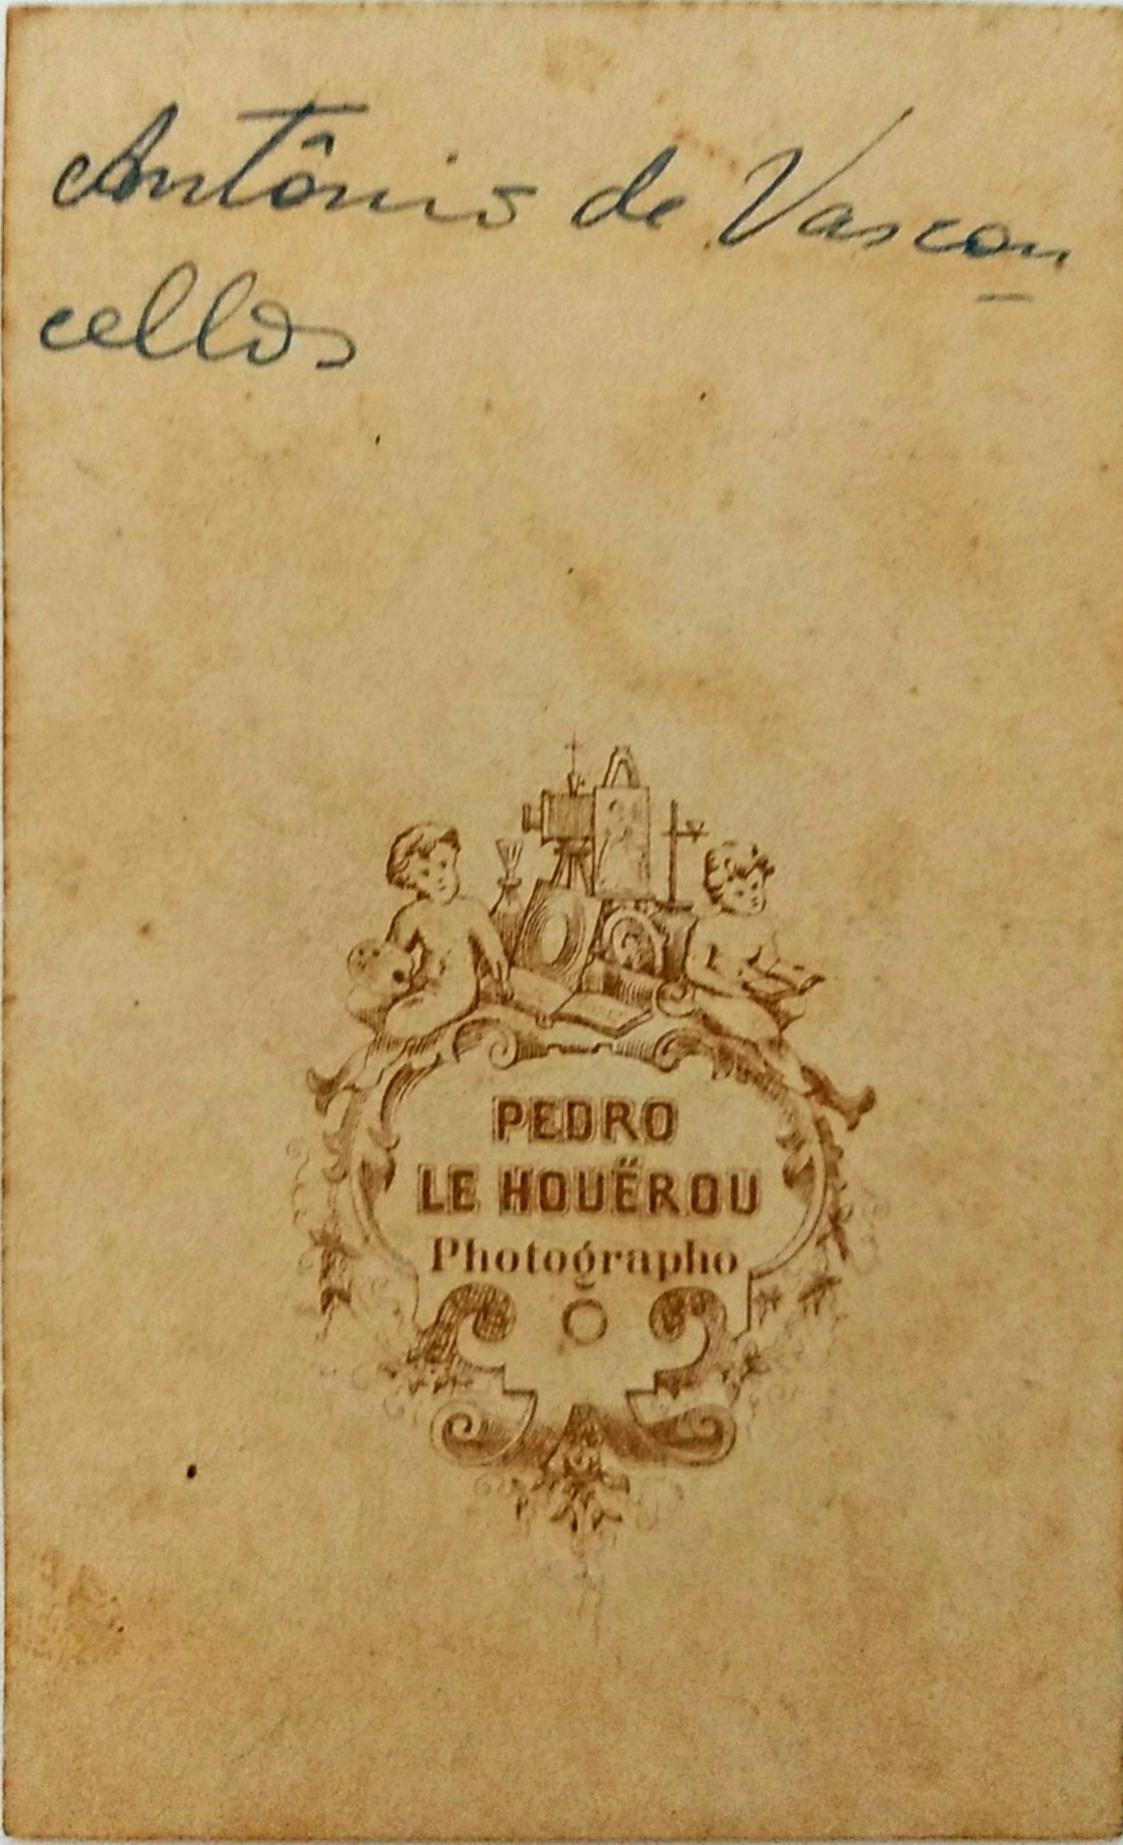 Antônio de Vascon
cellos
PEDRO
LE HOUËROU
Photographo